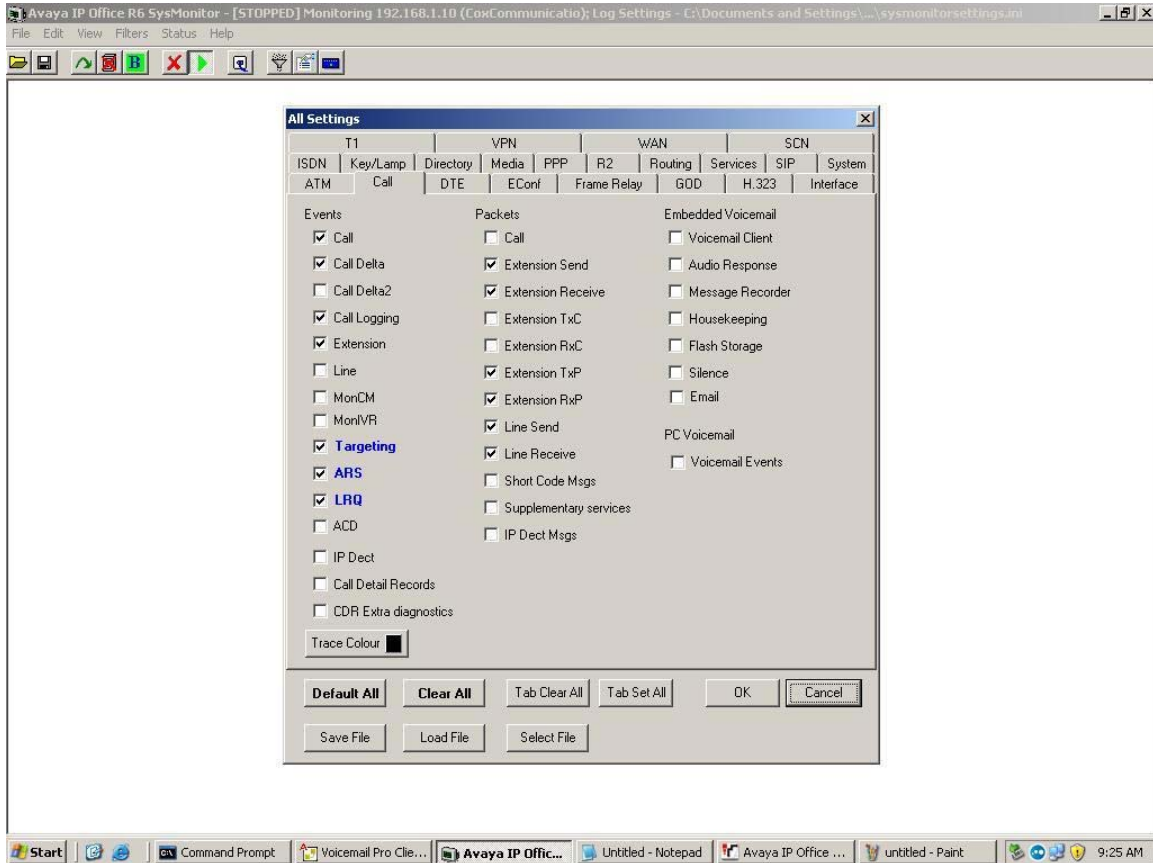 Avaya IP Office R6 SysMonitor - [STOPPED] Monitoring 192.168.1.10 (CoxCommunicatio); Log Settings - C:\Documents and Settings\...\sysmonitorsettings.ini
File Edit View Filters Status Help
All Settings
T1 VPN WAN SCN
ISDN Key/Lamp Directory Media PPP R2 Routing Services SIP System
ATM Call DTE EConf Frame Relay GOD H.323 Interface
Events
Call
Call Delta
Call Delta2
Call Logging
Extension
Line
MonCM
MonIVR
Targeting
ARS
LRQ
ACD
IP Dect
Call Detail Records
CDR Extra diagnostics
Trace Colour
Packets
Call
Extension Send
Extension Receive
Extension TxC
Extension RxC
Extension TxP
Extension RxP
Line Send
Line Receive
Short Code Msgs
Supplementary services
IP Dect Msgs
Embedded Voicemail
Voicemail Client
Audio Response
Message Recorder
Housekeeping
Flash Storage
Silence
Email
PC Voicemail
Voicemail Events
Default All Clear All Tab Clear All Tab Set All OK Cancel
Save File Load File Select File
Start Command Prompt Voicemail Pro Clie... Avaya IP Offic... Untitled - Notepad Avaya IP Office ... untitled - Paint 9:25 AM